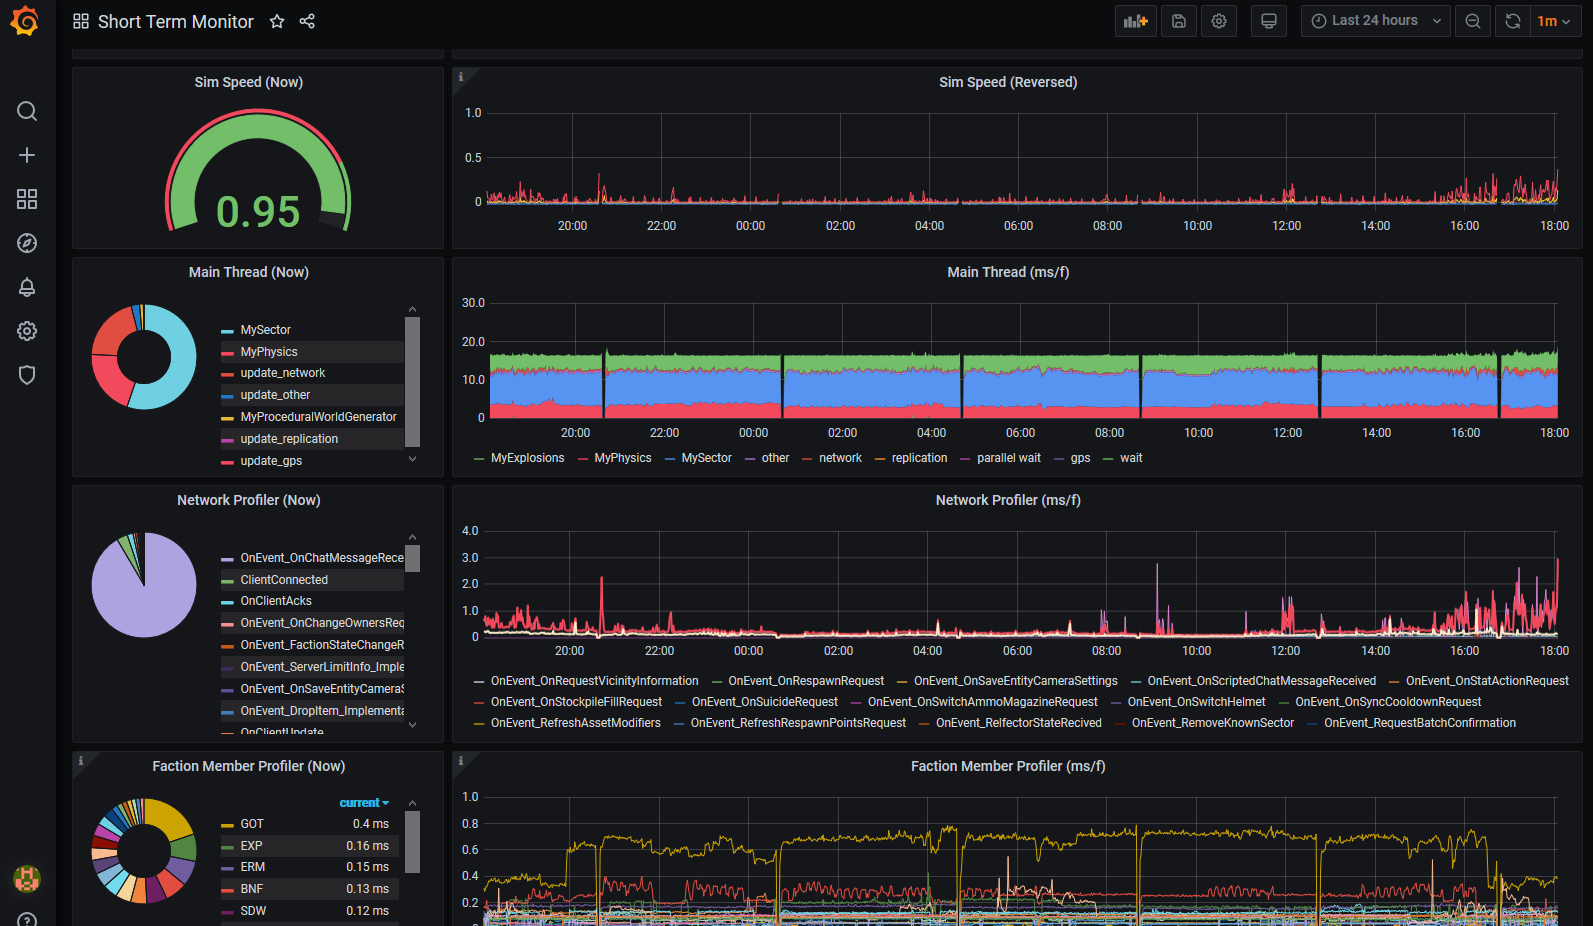 Short Term Monitor
Last 24 hours
1m
Sim Speed (Now)
0.95
i
Sim Speed (Reversed)
1.0
0.5
0
20:00 22:00 00:00 02:00 04:00 06:00 08:00 10:00 12:00 14:00 16:00 18:00
Main Thread (Now)
MySector
MyPhysics
update_network
update_other
MyProceduralWorldGenerator
update_replication
update_gps
Main Thread (ms/f)
30.0
20.0
10.0
0
20:00 22:00 00:00 02:00 04:00 06:00 08:00 10:00 12:00 14:00 16:00 18:00
MyExplosions MyPhysics MySector other network replication parallel wait gps wait
Network Profiler (Now)
OnEvent_OnChatMessageRece
ClientConnected
OnClientAcks
OnEvent_OnChangeOwnersReq
OnEvent_FactionStateChangeR
OnEvent_ServerLimitInfo_Imple
OnEvent_OnSaveEntityCameraS
OnEvent_DropItem_Implementa
OnClientUpdate
Network Profiler (ms/f)
4.0
3.0
2.0
1.0
0
20:00 22:00 00:00 02:00 04:00 06:00 08:00 10:00 12:00 14:00 16:00 18:00
OnEvent_OnRequestVicinityInformation OnEvent_OnRespawnRequest OnEvent_OnSaveEntityCameraSettings OnEvent_OnScriptedChatMessageReceived OnEvent_OnStatActionRequest
OnEvent_OnStockpileFillRequest OnEvent_OnSuicideRequest OnEvent_OnSwitchAmmoMagazineRequest OnEvent_OnSwitchHelmet OnEvent_OnSyncCooldownRequest
OnEvent_RefreshAssetModifiers OnEvent_RefreshRespawnPointsRequest OnEvent_RelfectorStateRecived OnEvent_RemoveKnownSector OnEvent_RequestBatchConfirmation
i
Faction Member Profiler (Now)
current
GOT 0.4 ms
EXP 0.16 ms
ERM 0.15 ms
BNF 0.13 ms
SDW 0.12 ms
i
Faction Member Profiler (ms/f)
1.0
0.8
0.6
0.4
0.2